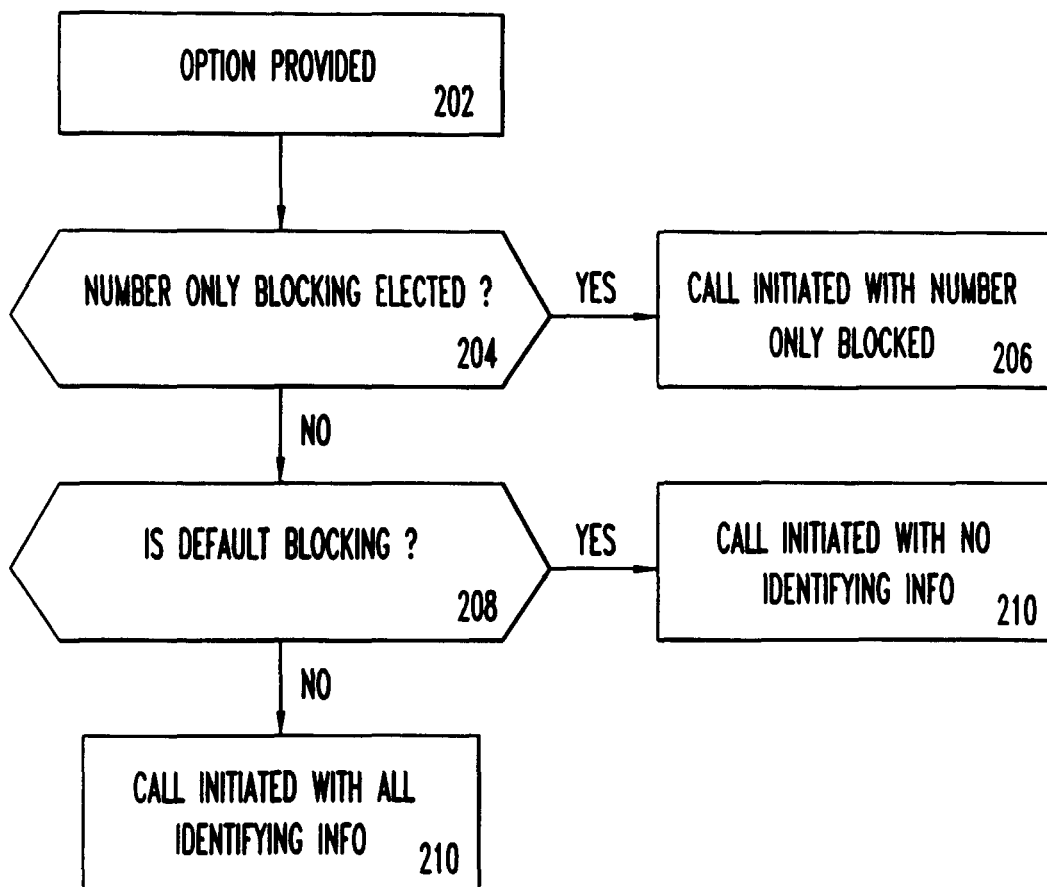 OPTION PROVIDED
202
NUMBER ONLY BLOCKING ELECTED ?
204
YES
CALL INITIATED WITH NUMBER
ONLY BLOCKED
206
NO
IS DEFAULT BLOCKING ?
208
YES
CALL INITIATED WITH NO
IDENTIFYING INFO
210
NO
CALL INITIATED WITH ALL
IDENTIFYING INFO
210